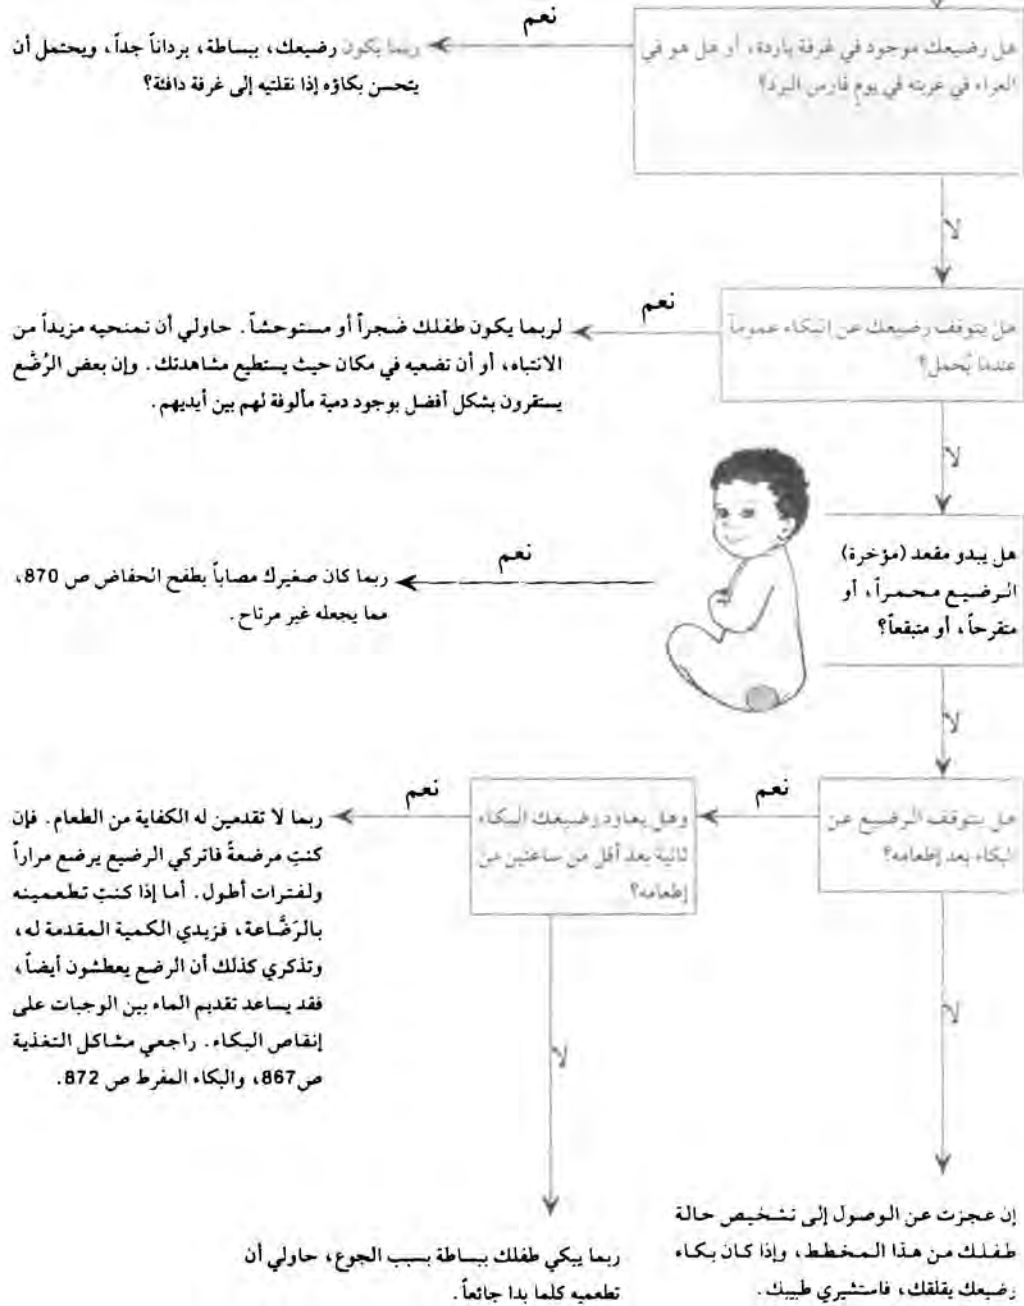 هل رضيعك موجود في غرفة باردة، أو هل هو في
العراء في عربته في يوم قارس البرد؟
نعم
ربما يكون رضيعك، ببساطة، برداناً جداً، ويحتمل أن
يتحسن بكاؤه إذا نقلتيه إلى غرفة دافئة؟
لا
هل يتوقف رضيعك عن البكاء عموماً
عندما يُحمل؟
نعم
لربما يكون طفلك ضجراً أو مستوحشاً. حاولي أن تمنحيه مزيداً من
الانتباه، أو أن تضعيه في مكان حيث يستطيع مشاهدتك. وإن بعض الرُضَّع
يستقرون بشكل أفضل بوجود دمية مألوفة لهم بين أيديهم.
لا
هل يبدو مقعد (مؤخرة)
الرضيع محمراً، أو
متقرحاً، أو متبقعاً؟
نعم
ربما كان صغيرك مصاباً بطفح الحفاض ص 870،
مما يجعله غير مرتاح.
لا
هل يتوقف الرضيع عن
البكاء بعد إطعامه؟
نعم
وهل يعاود رضيعك البكاء
ثانية بعد أقل من ساعتين من
إطعامه؟
نعم
ربما لا تقدمين له الكفاية من الطعام. فإن
كنتِ مرضعةً فاتركي الرضيع يرضع مراراً
ولفترات أطول. أما إذا كنتِ تطعمينه
بالرَضَّاعة، فزيدي الكمية المقدمة له،
وتذكري كذلك أن الرضع يعطشون أيضاً،
فقد يساعد تقديم الماء بين الوجبات على
إنقاص البكاء. راجعي مشاكل التغذية
ص867، والبكاء المفرط ص 872.
لا
لا
إن عجزت عن الوصول إلى تشخيص حالة
طفلك من هذا المخطط، وإذا كان بكاء
رضيعك يقلقك، فاستشيري طبيبك.
ربما يبكي طفلك ببساطة بسبب الجوع، حاولي أن
تطعميه كلما بدا جائعاً.